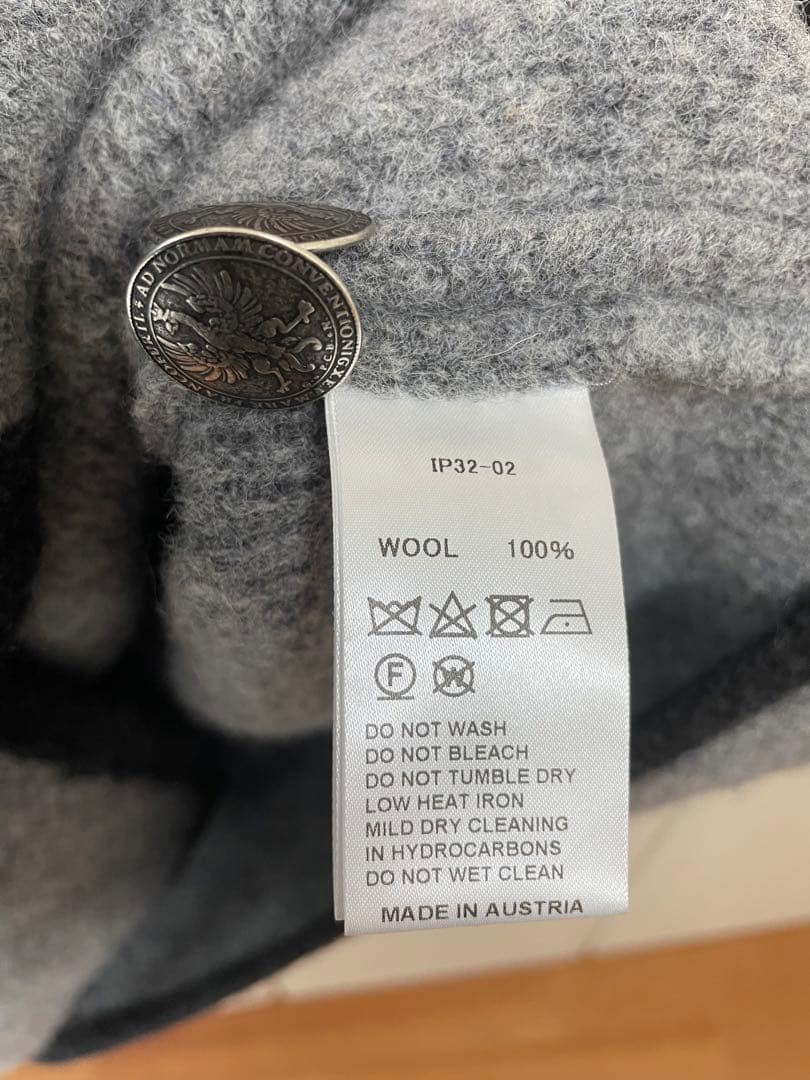 AD NORMAM CONVENTION
IP32-02
WOOL 100%
F
W
DO NOT WASH
DO NOT BLEACH
DO NOT TUMBLE DRY
LOW HEAT IRON
MILD DRY CLEANING
IN HYDROCARBONS
DO NOT WET CLEAN
MADE IN AUSTRIA